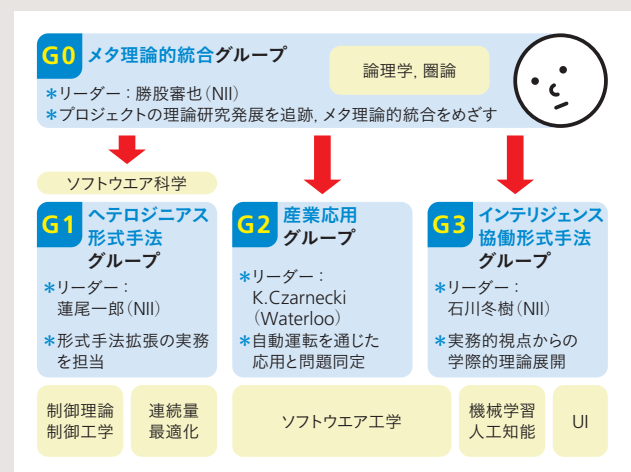 G0 メタ理論的統合グループ
論理学, 圏論
＊リーダー：勝股審也（NII）
＊プロジェクトの理論研究発展を追跡, メタ理論的統合をめざす
ソフトウエア科学
G1 ヘテロジニアス
形式手法
グループ
＊リーダー：
蓮尾一郎（NII）
＊形式手法拡張の実務
を担当
G2 産業応用
グループ
＊リーダー：
K.Czarnecki
（Waterloo）
＊自動運転を通じた
応用と問題同定
G3 インテリジェンス
協働形式手法
グループ
＊リーダー：
石川冬樹（NII）
＊実務的視点からの
学際的理論展開
制御理論
制御工学
連続量
最適化
ソフトウエア工学
機械学習
人工知能
UI